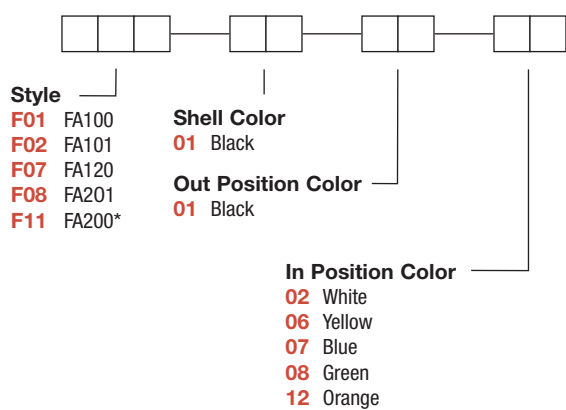 Style
F01 FA100
F02 FA101
F07 FA120
F08 FA201
F11 FA200*
Shell Color
01 Black
Out Position Color
01 Black
In Position Color
02 White
06 Yellow
07 Blue
08 Green
12 Orange